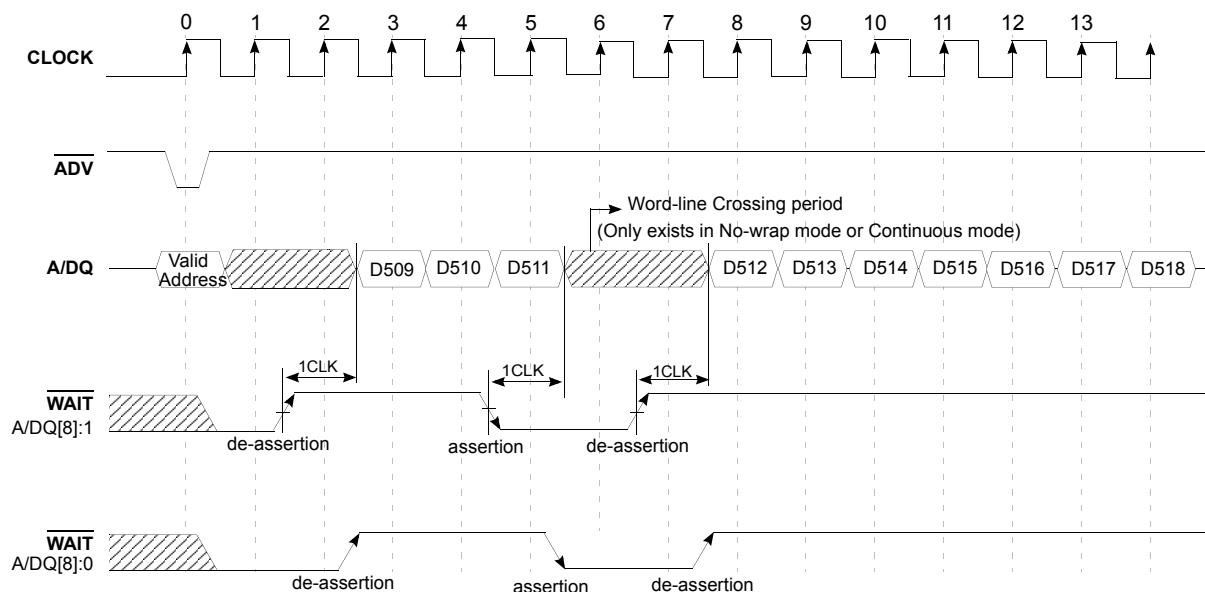 0 1 2 3 4 5 6 7 8 9 10 11 12 13
CLOCK
ADV
Word-line Crossing period
(Only exists in No-wrap mode or Continuous mode)
A/DQ
Valid
Address
D509 D510 D511 D512 D513 D514 D515 D516 D517 D518
1CLK 1CLK 1CLK
WAIT
A/DQ[8]:1
de-assertion assertion de-assertion
WAIT
A/DQ[8]:0
de-assertion assertion de-assertion